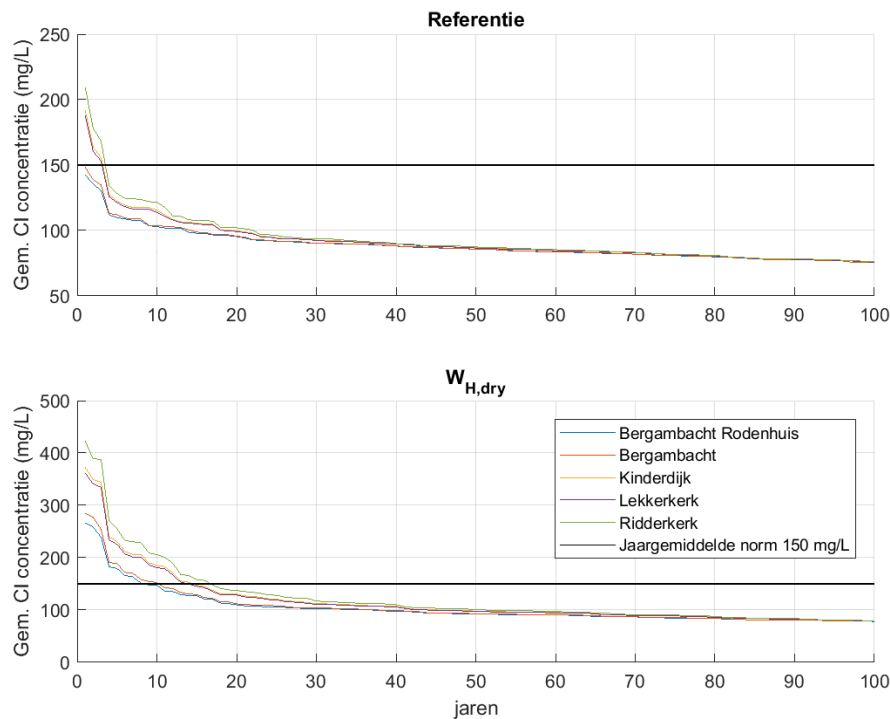 Referentie
Gem. Cl concentratie (mg/L)
250
200
150
100
50
0 10 20 30 40 50 60 70 80 90 100
W_H,dry
Gem. Cl concentratie (mg/L)
500
400
300
200
100
0
Bergambacht Rodenhuis
Bergambacht
Kinderdijk
Lekkerkerk
Ridderkerk
Jaargemiddelde norm 150 mg/L
0 10 20 30 40 50 60 70 80 90 100
jaren